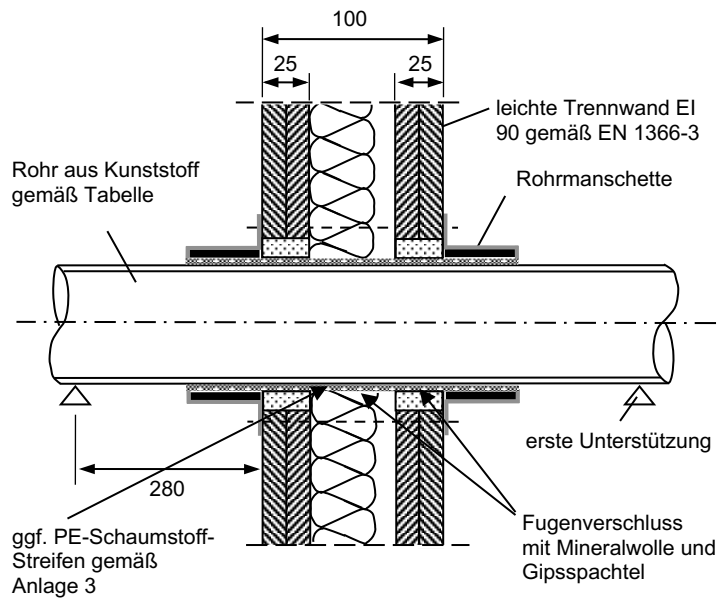 100
25
25
leichte Trennwand EI
90 gemäß EN 1366-3
Rohr aus Kunststoff
gemäß Tabelle
Rohrmanschette
erste Unterstützung
280
ggf. PE-Schaumstoff-
Streifen gemäß
Anlage 3
Fugenverschluss
mit Mineralwolle und
Gipsspachtel